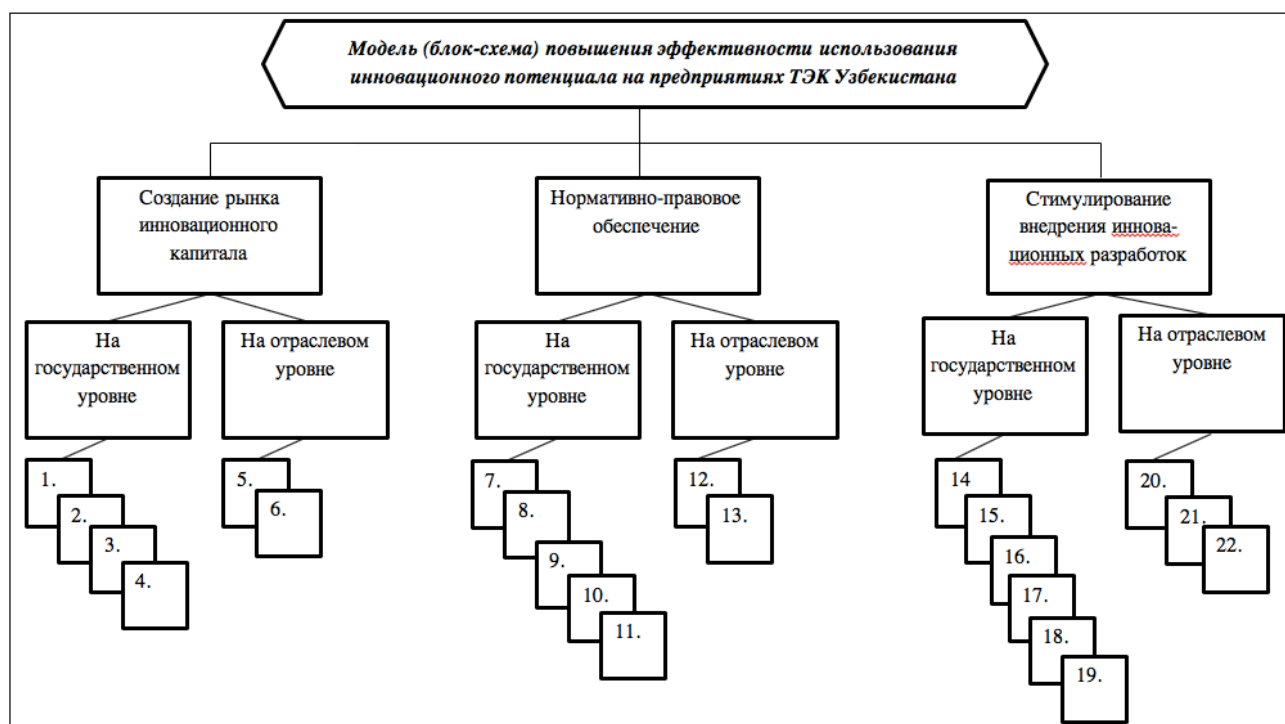 Модель (блок-схема) повышения эффективности использования
инновационного потенциала на предприятиях ТЭК Узбекистана
Создание рынка
инновационного
капитала
Нормативно-правовое
обеспечение
Стимулирование
внедрения иннова-
ционных разработок
На
государственном
уровне
На отраслевом
уровне
На
государственном
уровне
На отраслевом
уровне
На
государственном
уровне
На отраслевом
уровне
1.
2.
3.
4.
5.
6.
7.
8.
9.
10.
11.
12.
13.
14
15.
16.
17.
18.
19.
20.
21.
22.